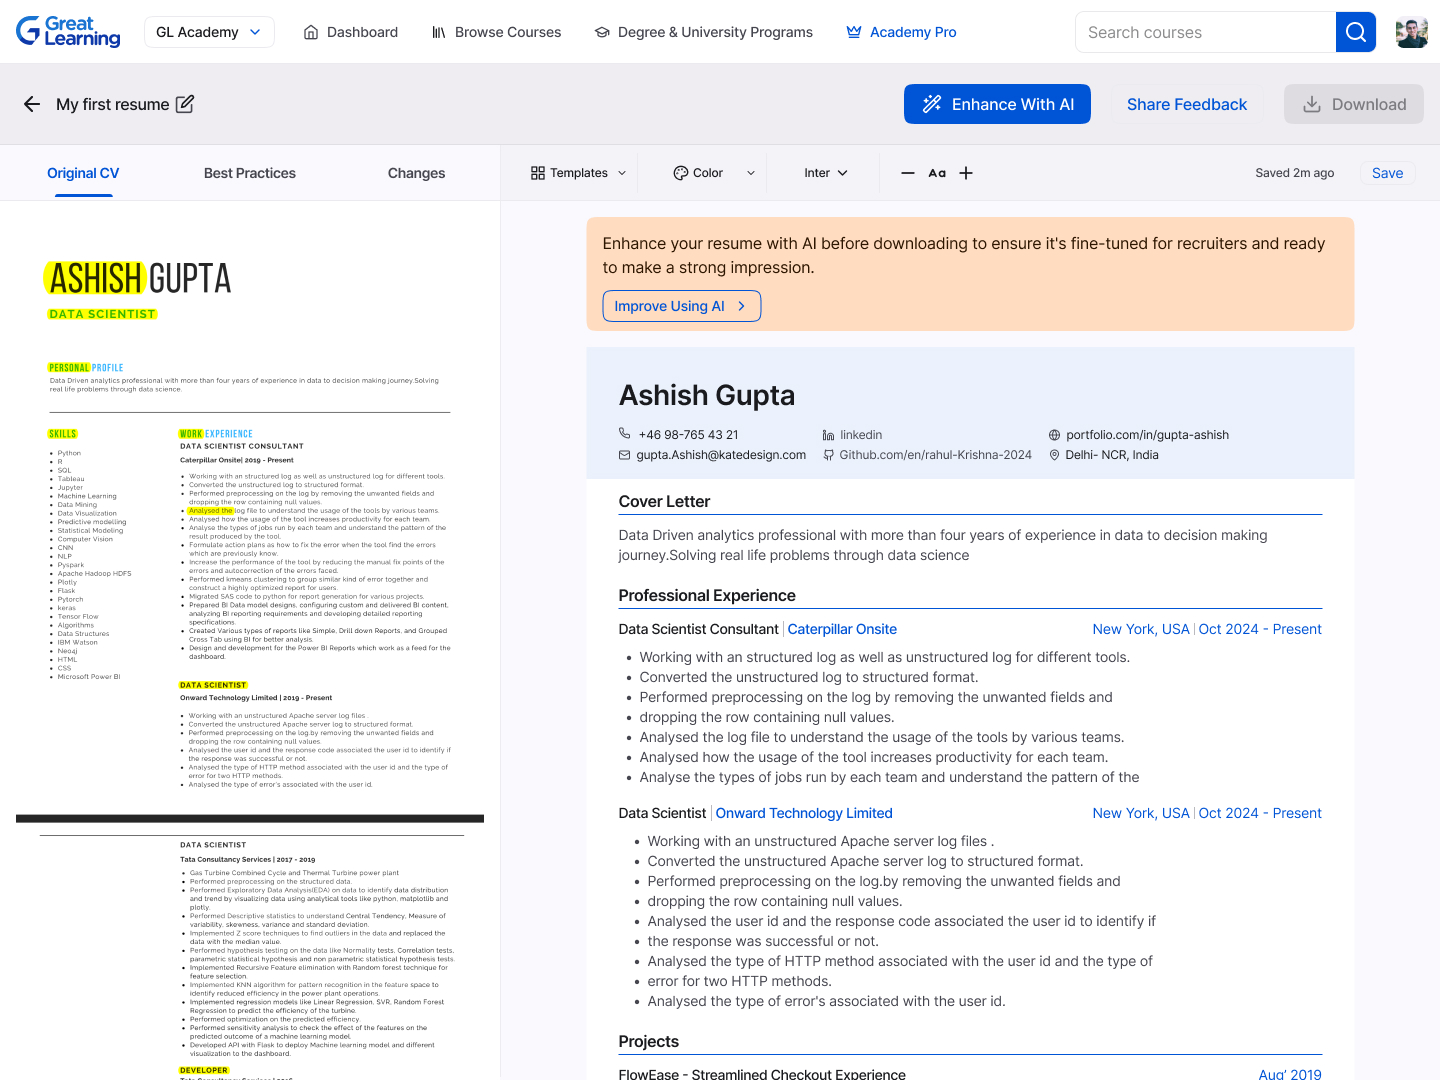 Great
Learning
GL Academy
Dashboard
Browse Courses
Degree & University Programs
Academy Pro
Search courses
My first resume
Enhance With AI
Share Feedback
Download
Original CV
Best Practices
Changes
Templates
Color
Inter
Aa
Saved 2m ago
Save
ASHISH GUPTA
DATA SCIENTIST
PERSONAL PROFILE
Data Driven analytics professional with more than four years of experience in data to decision making journey.Solving
real life problems through data science.
SKILLS
• Python
• R
• SQL
• Tableau
• Jupyter
• Machine Learning
• Data Mining
• Data Visualization
• Predictive modelling
• Statistical Modeling
• Computer Vision
• CNN
• NLP
• Pyspark
• Apache Hadoop HDFS
• Plotly
• Flask
• Pytorch
• keras
• Tensor Flow
• Algorithms
• Data Structures
• IBM Watson
• Neo4j
• HTML
• CSS
• Microsoft Power BI
WORK EXPERIENCE
DATA SCIENTIST CONSULTANT
Caterpillar Onsite| 2019 - Present
• Working with an structured log as well as unstructured log for different tools.
• Converted the unstructured log to structured format.
• Performed preprocessing on the log by removing the unwanted fields and
dropping the row containing null values.
• Analysed the log file to understand the usage of the tools by various teams.
• Analysed how the usage of the tool increases productivity for each team.
• Analyse the types of jobs run by each team and understand the pattern of the
result produced by the tool.
• Formulate action plans as how to fix the error when the tool find the errors
which are previously know.
• Increase the performance of the tool by reducing the manual fix points of the
errors and autocorrection of the errors faced.
• Performed kmeans clustering to group similar kind of error together and
construct a highly optimized report for users.
• Migrated SAS code to python for report generation for various projects.
• Prepared BI Data model designs, configuring custom and delivered BI content,
analyzing BI reporting requirements and developing detailed reporting
specifications.
• Created Various types of reports like Simple, Drill down Reports, and Grouped
Cross Tab using BI for better analysis.
• Design and development for the Power BI Reports which work as a feed for the
dashboard.
DATA SCIENTIST
Onward Technology Limited | 2019 - Present
• Working with an unstructured Apache server log files .
• Converted the unstructured Apache server log to structured format.
• Performed preprocessing on the log.by removing the unwanted fields and
dropping the row containing null values.
• Analysed the user id and the response code associated the user id to identify if
the response was successful or not.
• Analysed the type of HTTP method associated with the user id and the type of
error for two HTTP methods.
• Analysed the type of error's associated with the user id.
DATA SCIENTIST
Tata Consultancy Services | 2017 - 2019
• Gas Turbine Combined Cycle and Thermal Turbine power plant
• Performed preprocessing on the structured data.
• Performed Exploratory Data Analysis(EDA) on data to identify data distribution
and trend by visualizing data using analytical tools like python, matplotlib and
plotly.
• Performed Descriptive statistics to understand Central Tendency, Measure of
variability, skewness, variance and standard deviation.
• Implemented Z score techniques to find outliers in the data and replaced the
data with the median value.
• Performed hypothesis testing on the data like Normality tests, Correlation tests,
parametric statistical hypothesis and non parametric statistical hypothesis tests.
• Implemented Recursive Feature elimination with Random forest technique for
feature selection.
• Implemented KNN algorithm for pattern recognition in the feature space to
identify reduced efficiency in the power plant operations.
• Implemented regression models like Linear Regression, SVR, Random Forest
Regression to predict the efficiency of the turbine.
• Performed optimization on the predicted efficiency.
• Performed sensitivity analysis to check the effect of the features on the
predicted outcome of a machine learning model.
• Developed API with Flask to deploy Machine learning model and different
visualization to the dashboard.
DEVELOPER
Enhance your resume with AI before downloading to ensure it's fine-tuned for recruiters and ready
to make a strong impression.
Improve Using AI
Ashish Gupta
+46 98-765 43 21
linkedin
portfolio.com/in/gupta-ashish
gupta.Ashish@katedesign.com
Github.com/en/rahul-Krishna-2024
Delhi- NCR, India
Cover Letter
Data Driven analytics professional with more than four years of experience in data to decision making
journey.Solving real life problems through data science
Professional Experience
Data Scientist Consultant | Caterpillar Onsite
New York, USA | Oct 2024 - Present
• Working with an structured log as well as unstructured log for different tools.
• Converted the unstructured log to structured format.
• Performed preprocessing on the log by removing the unwanted fields and
• dropping the row containing null values.
• Analysed the log file to understand the usage of the tools by various teams.
• Analysed how the usage of the tool increases productivity for each team.
• Analyse the types of jobs run by each team and understand the pattern of the
Data Scientist | Onward Technology Limited
New York, USA | Oct 2024 - Present
• Working with an unstructured Apache server log files .
• Converted the unstructured Apache server log to structured format.
• Performed preprocessing on the log.by removing the unwanted fields and
• dropping the row containing null values.
• Analysed the user id and the response code associated the user id to identify if
• the response was successful or not.
• Analysed the type of HTTP method associated with the user id and the type of
• error for two HTTP methods.
• Analysed the type of error's associated with the user id.
Projects
FlowEase - Streamlined Checkout Experience
Aug' 2019